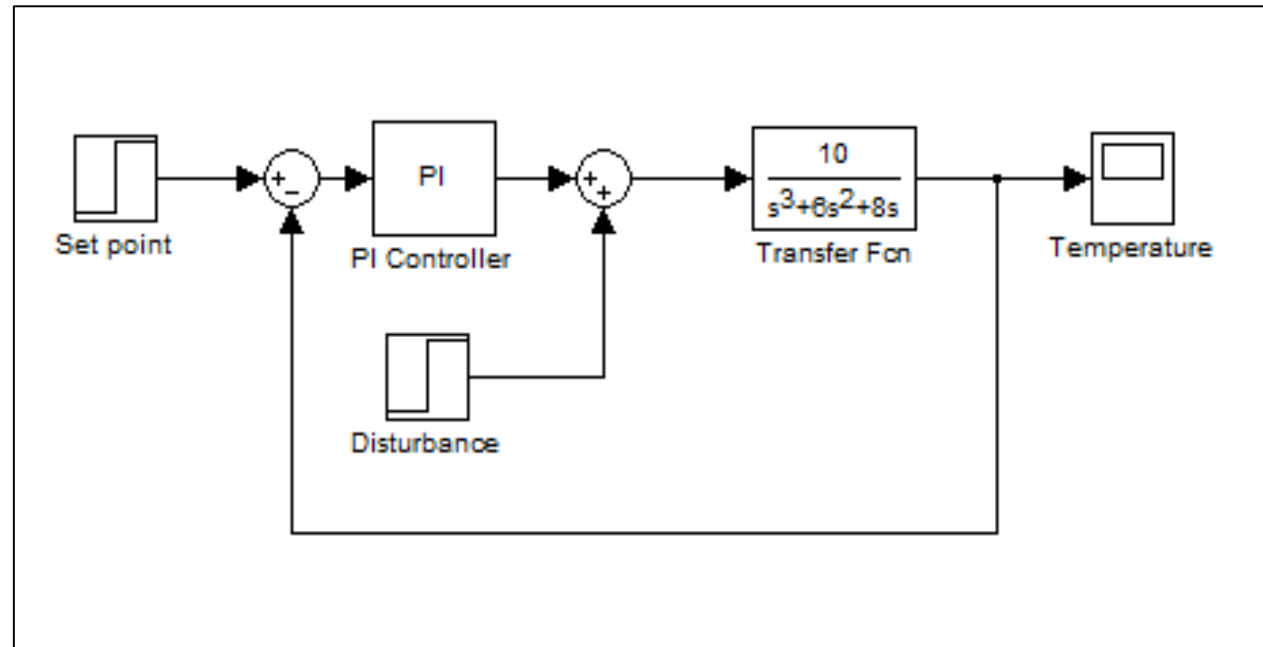 +
−
PI
+
+
10
s³+6s²+8s
Set point
PI Controller
Transfer Fcn
Temperature
Disturbance